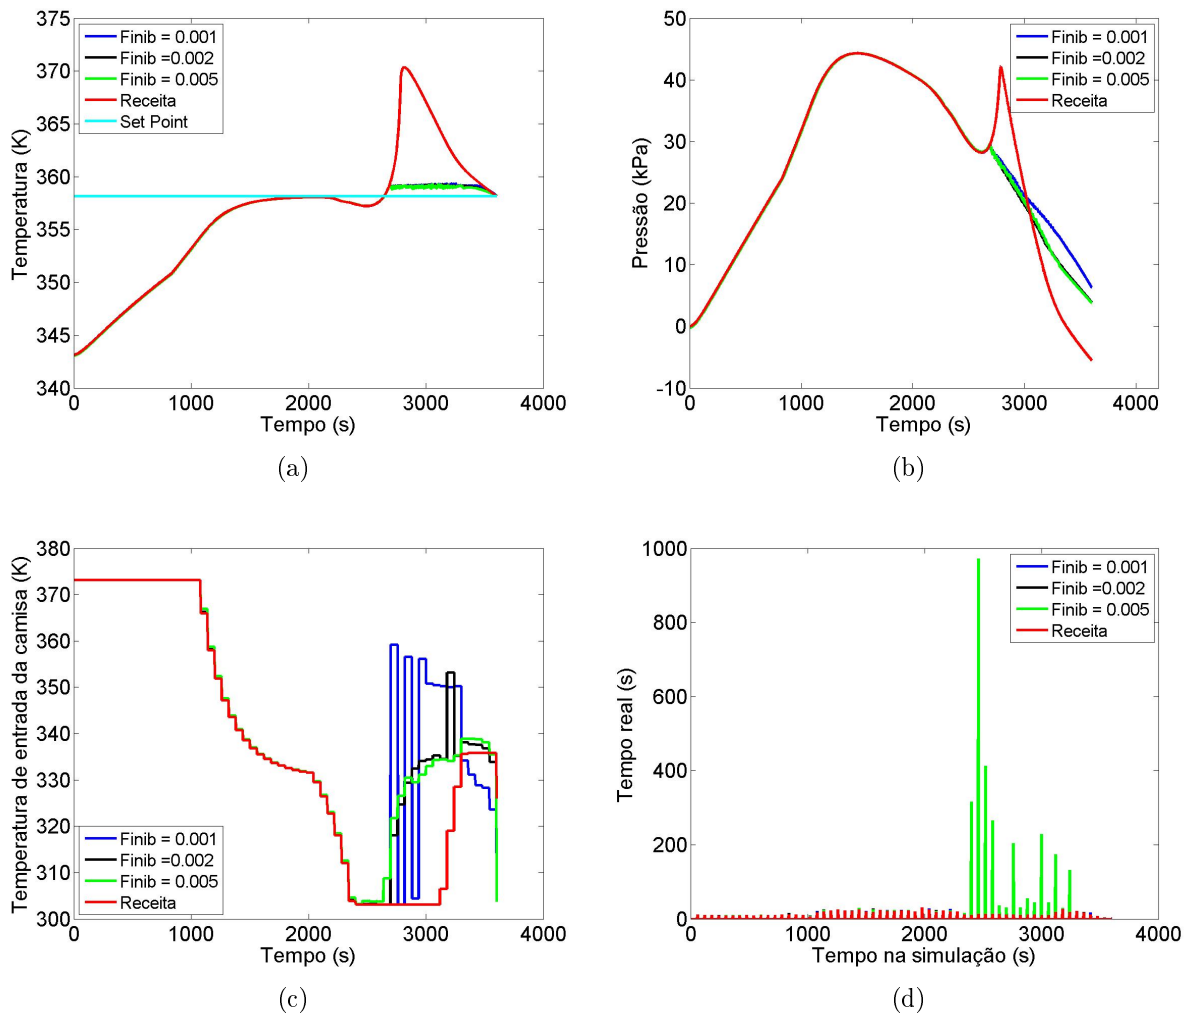 375
370
365
360
355
350
345
340
0
1000
2000
3000
4000
Temperatura (K)
Tempo (s)
Finib = 0.001
Finib =0.002
Finib = 0.005
Receita
Set Point
(a)
50
40
30
20
10
0
-10
0
1000
2000
3000
4000
Pressão (kPa)
Tempo (s)
Finib = 0.001
Finib =0.002
Finib = 0.005
Receita
(b)
380
370
360
350
340
330
320
310
300
0
1000
2000
3000
4000
Temperatura de entrada da camisa (K)
Tempo (s)
Finib = 0.001
Finib =0.002
Finib = 0.005
Receita
(c)
1000
800
600
400
200
0
0
1000
2000
3000
4000
Tempo real (s)
Tempo na simulação (s)
Finib = 0.001
Finib =0.002
Finib = 0.005
Receita
(d)